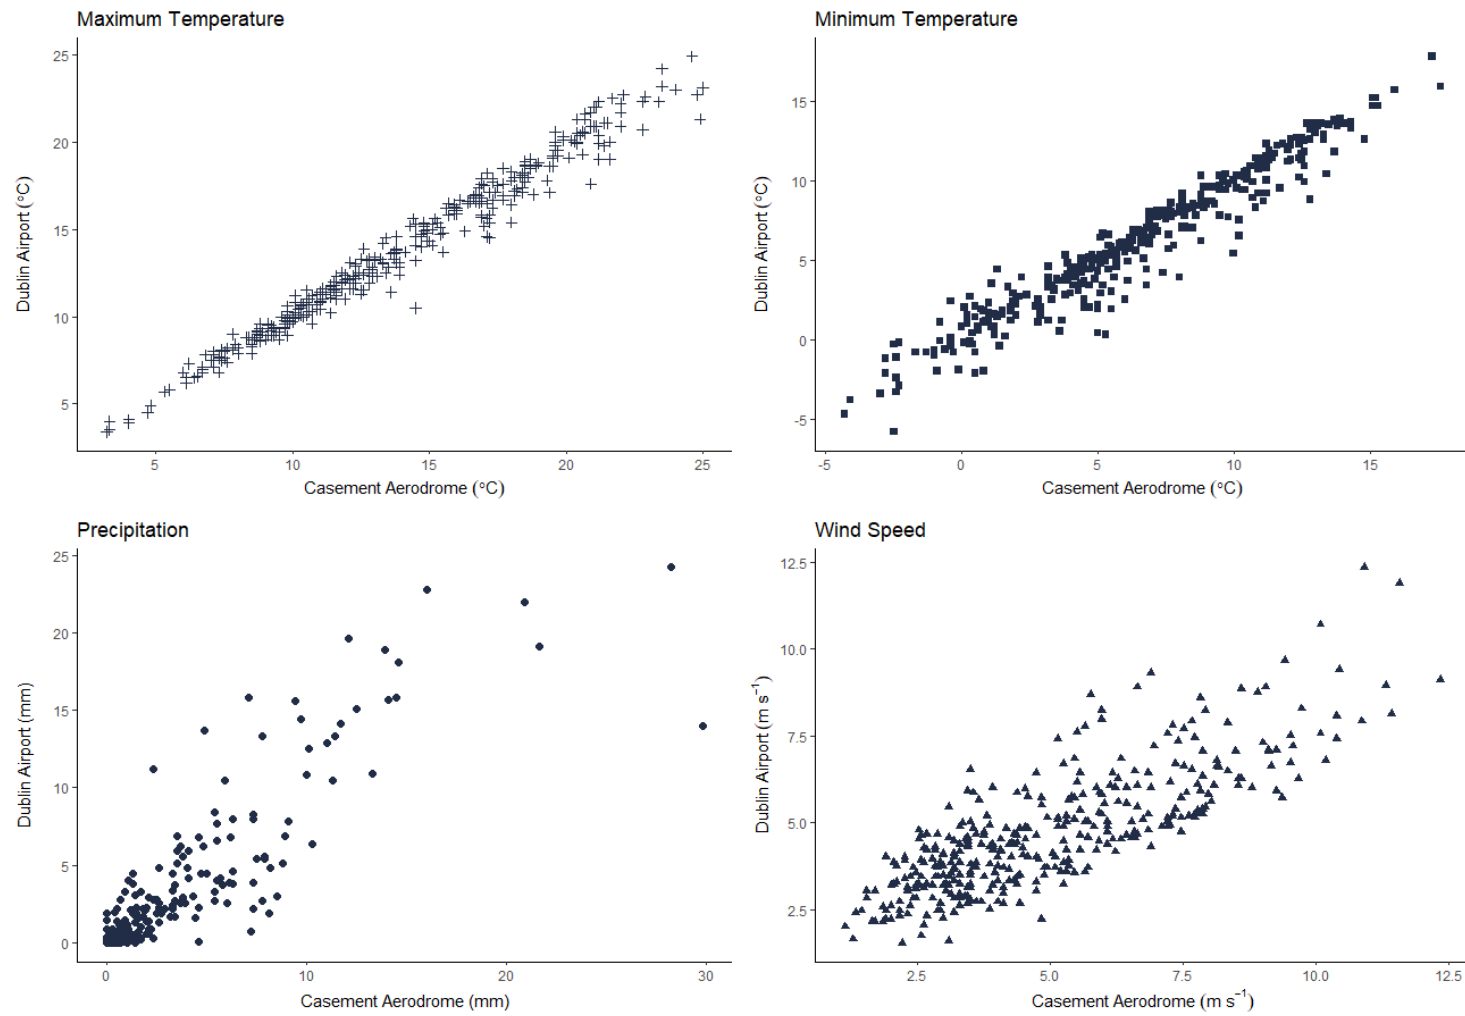 Maximum Temperature
25
20
15
10
5
Dublin Airport (°C)
5 10 15 20 25
Casement Aerodrome (°C)
Minimum Temperature
15
10
5
0
-5
Dublin Airport (°C)
-5 0 5 10 15
Casement Aerodrome (°C)
Precipitation
25
20
15
10
5
0
Dublin Airport (mm)
0 10 20 30
Casement Aerodrome (mm)
Wind Speed
12.5
10.0
7.5
5.0
2.5
Dublin Airport (m s⁻¹)
2.5 5.0 7.5 10.0 12.5
Casement Aerodrome (m s⁻¹)